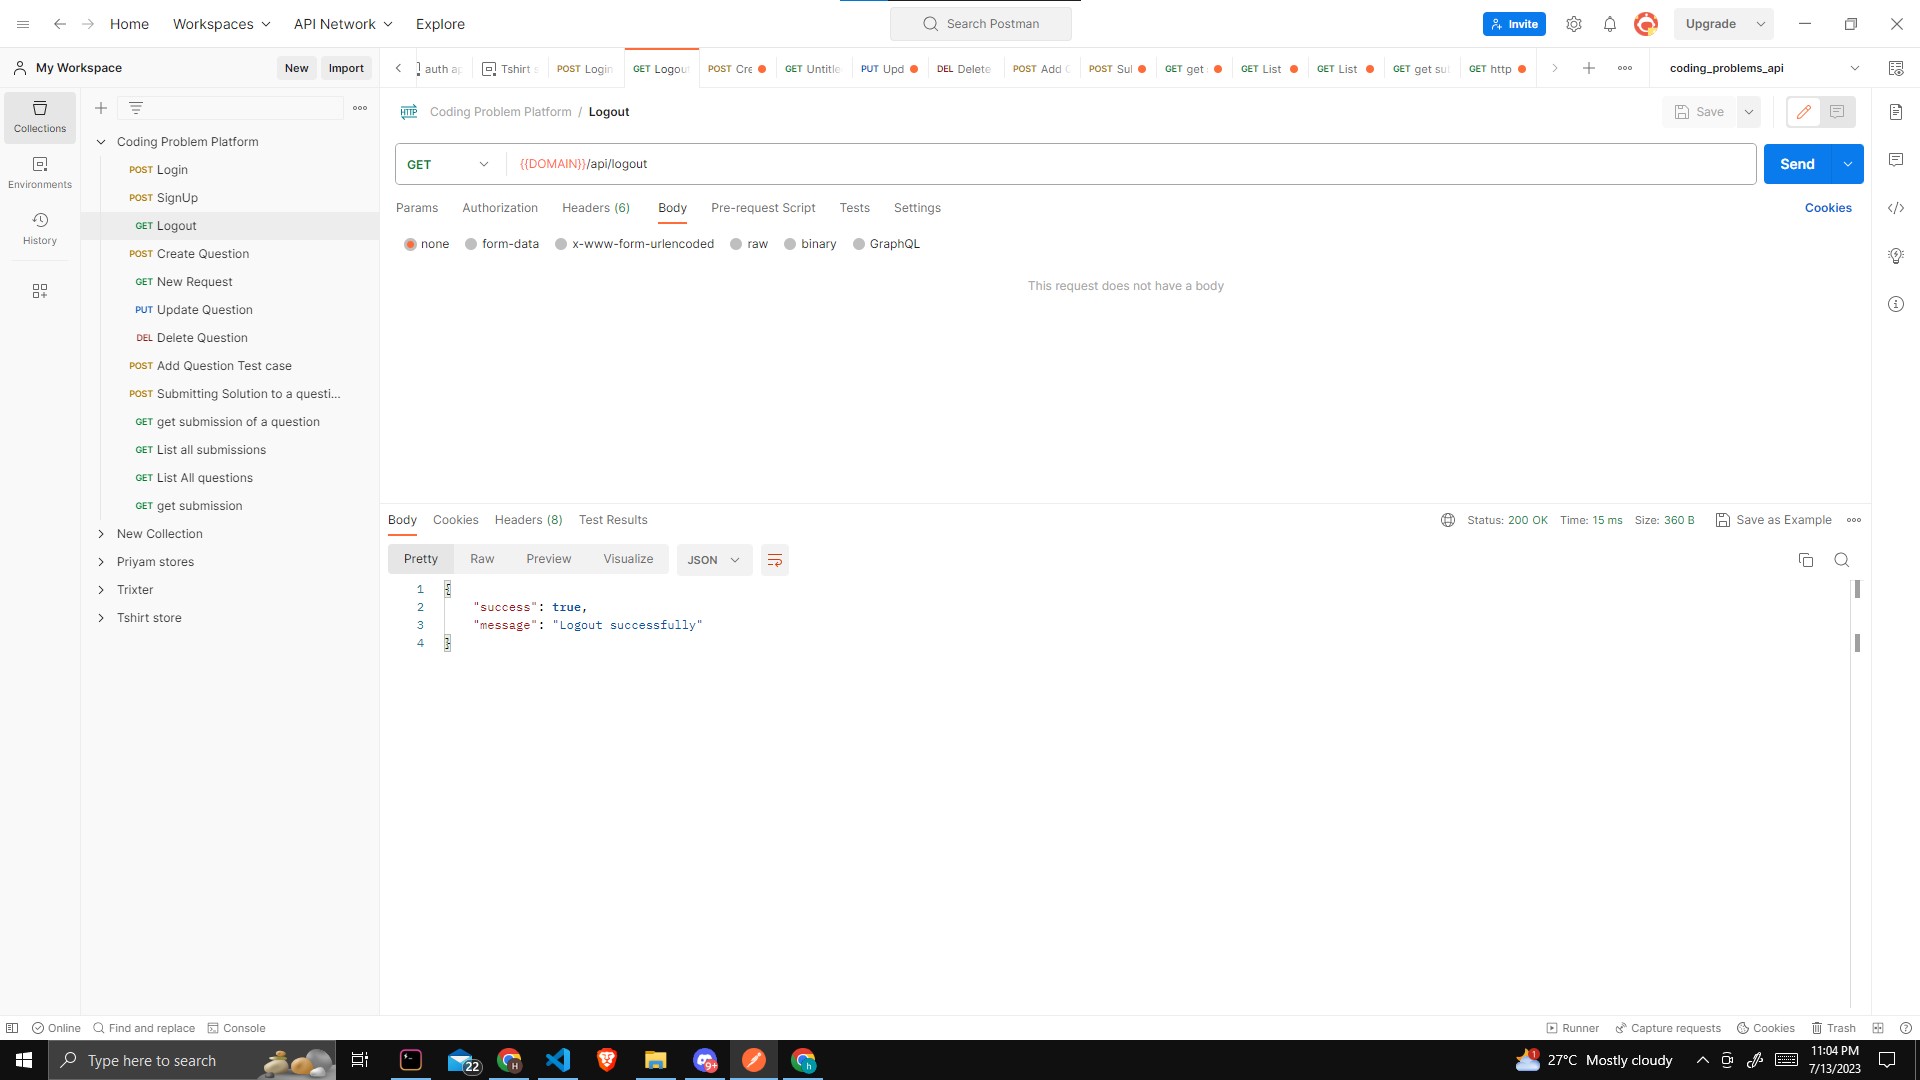 Home
Workspaces
API Network
Explore
Search Postman
Invite
Upgrade
My Workspace
New
Import
auth ap
Tshirt s
POST Login
GET Logout
POST Cre
GET Untitle
PUT Upd
DEL Delete
POST Add
POST Sul
GET get
GET List
GET List
GET get su
GET http
coding_problems_api
Collections
Environments
History
Coding Problem Platform
POST Login
POST SignUp
GET Logout
POST Create Question
GET New Request
PUT Update Question
DEL Delete Question
POST Add Question Test case
POST Submitting Solution to a questi...
GET get submission of a question
GET List all submissions
GET List All questions
GET get submission
New Collection
Priyam stores
Trixter
Tshirt store
HTTP Coding Problem Platform / Logout
Save
GET {{DOMAIN}}/api/logout
Send
Params Authorization Headers (6) Body Pre-request Script Tests Settings
Cookies
none form-data x-www-form-urlencoded raw binary GraphQL
This request does not have a body
Body Cookies Headers (8) Test Results
Status: 200 OK Time: 15 ms Size: 360 B Save as Example
Pretty Raw Preview Visualize JSON
1 {
2 "success": true,
3 "message": "Logout successfully"
4 }
Online Find and replace Console
Runner Capture requests Cookies Trash
Type here to search
22
9+
1
27°C Mostly cloudy
11:04 PM
7/13/2023